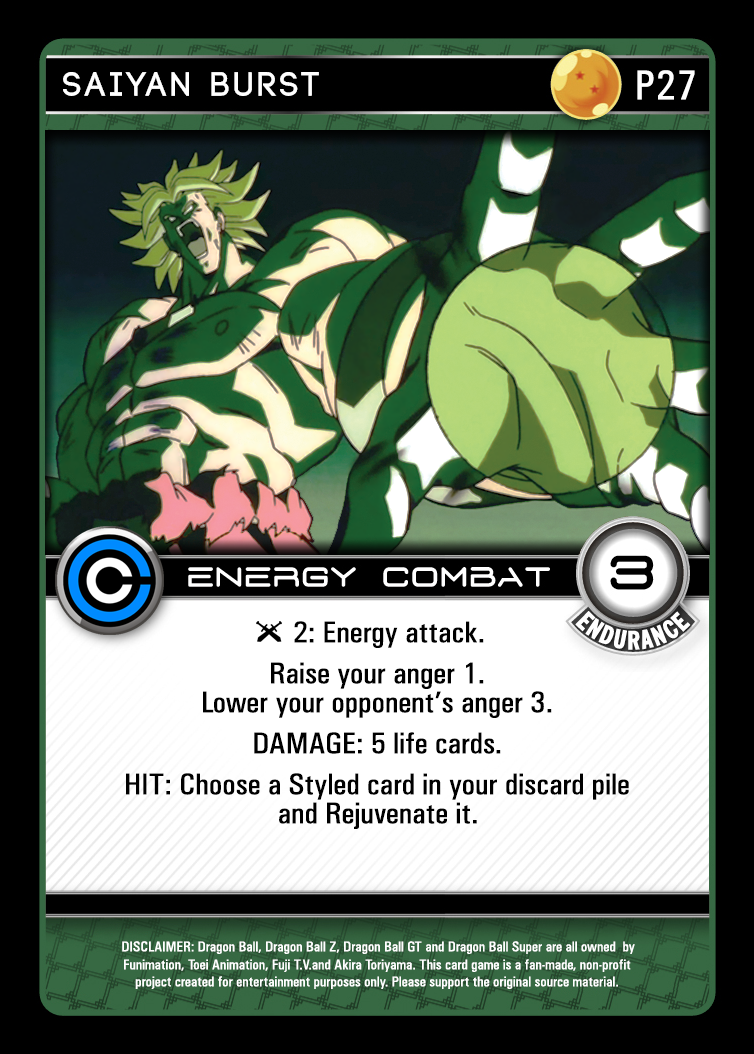 SAIYAN BURST
P27
C
ENERGY COMBAT
3
ENDURANCE
2: Energy attack.
Raise your anger 1.
Lower your opponent's anger 3.
DAMAGE: 5 life cards.
HIT: Choose a Styled card in your discard pile
and Rejuvenate it.
DISCLAIMER: Dragon Ball, Dragon Ball Z, Dragon Ball GT and Dragon Ball Super are all owned by
Funimation, Toei Animation, Fuji T.V.and Akira Toriyama. This card game is a fan-made, non-profit
project created for entertainment purposes only. Please support the original source material.